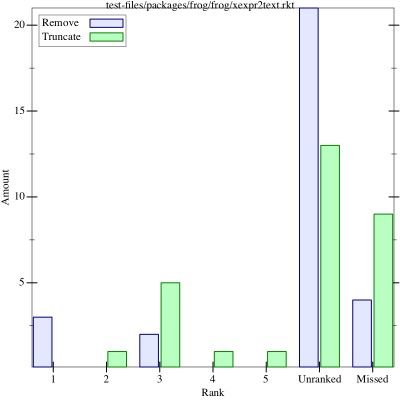 test-files/packages/frog/frog/xexpr2text.rkt
Remove
Truncate
20
15
10
5
Amount
1 2 3 4 5 Unranked Missed
Rank